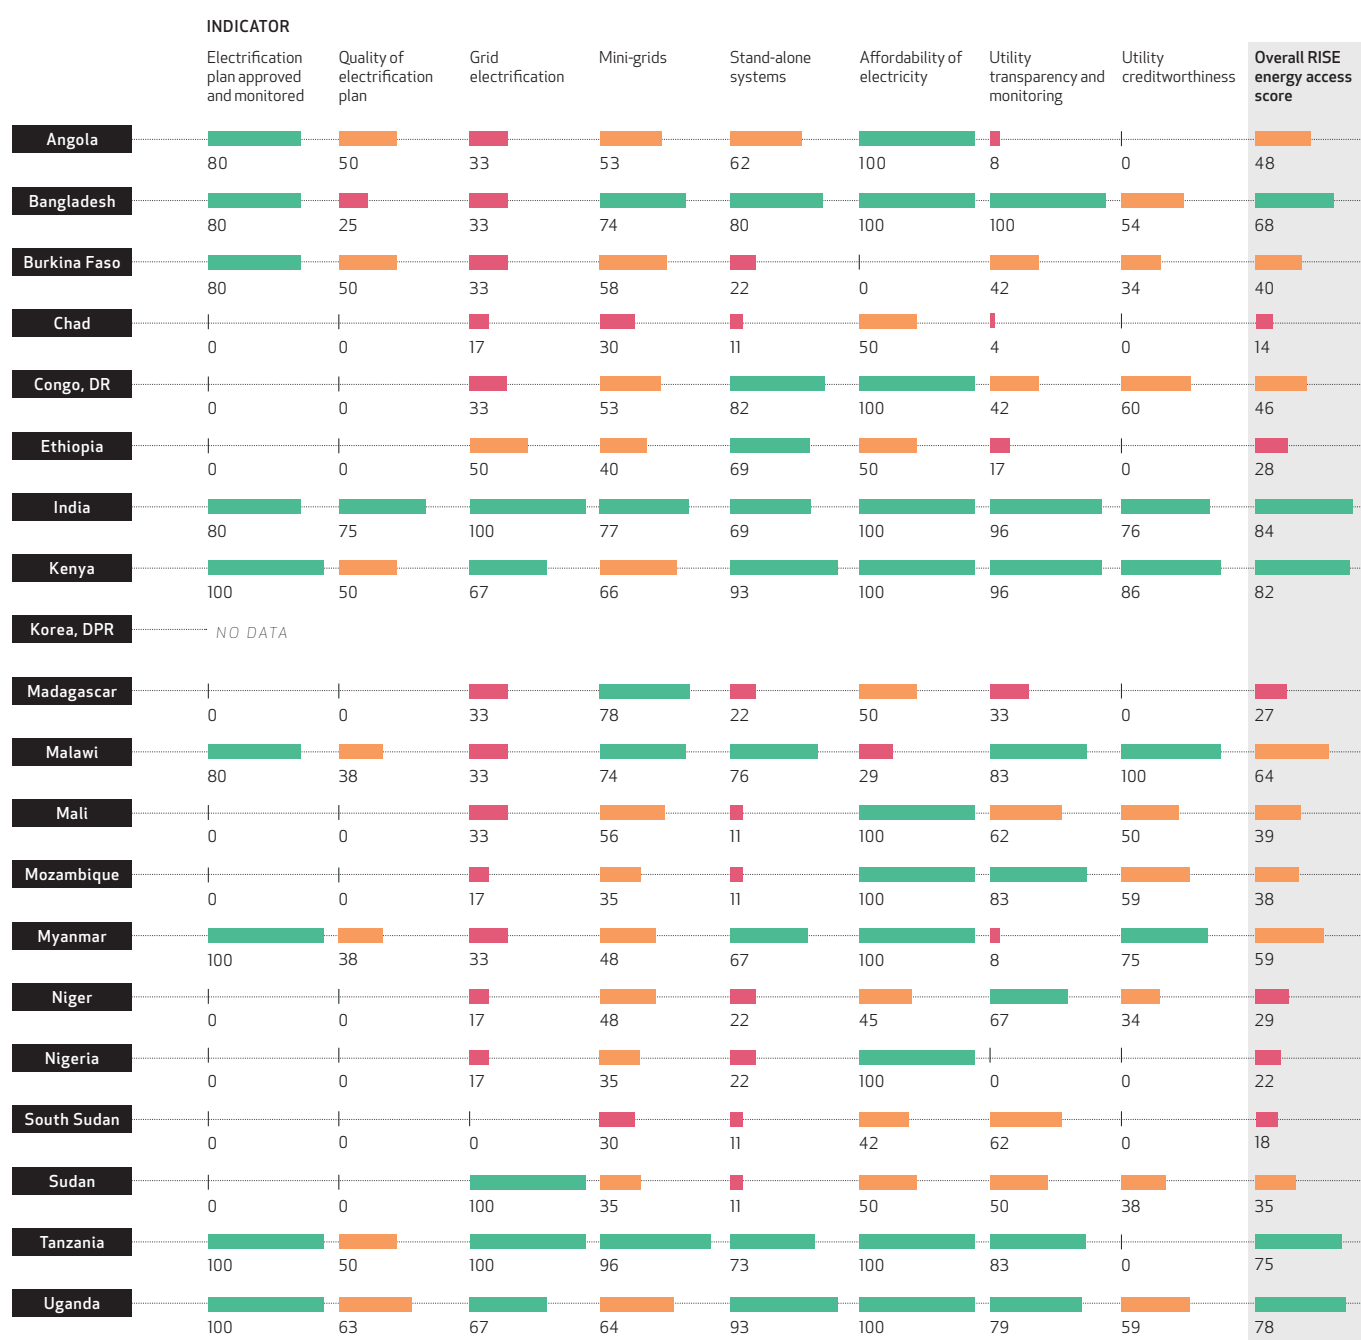 INDICATOR
Electrification plan approved and monitored
Quality of electrification plan
Grid electrification
Mini-grids
Stand-alone systems
Affordability of electricity
Utility transparency and monitoring
Utility creditworthiness
Overall RISE energy access score
Angola
80 50 33 53 62 100 8 0 48
Bangladesh
80 25 33 74 80 100 100 54 68
Burkina Faso
80 50 33 58 22 0 42 34 40
Chad
0 0 17 30 11 50 4 0 14
Congo, DR
0 0 33 53 82 100 42 60 46
Ethiopia
0 0 50 40 69 50 17 0 28
India
80 75 100 77 69 100 96 76 84
Kenya
100 50 67 66 93 100 96 86 82
Korea, DPR
NO DATA
Madagascar
0 0 33 78 22 50 33 0 27
Malawi
80 38 33 74 76 29 83 100 64
Mali
0 0 33 56 11 100 62 50 39
Mozambique
0 0 17 35 11 100 83 59 38
Myanmar
100 38 33 48 67 100 8 75 59
Niger
0 0 17 48 22 45 67 34 29
Nigeria
0 0 17 35 22 100 0 0 22
South Sudan
0 0 0 30 11 42 62 0 18
Sudan
0 0 100 35 11 50 50 38 35
Tanzania
100 50 100 96 73 100 83 0 75
Uganda
100 63 67 64 93 100 79 59 78